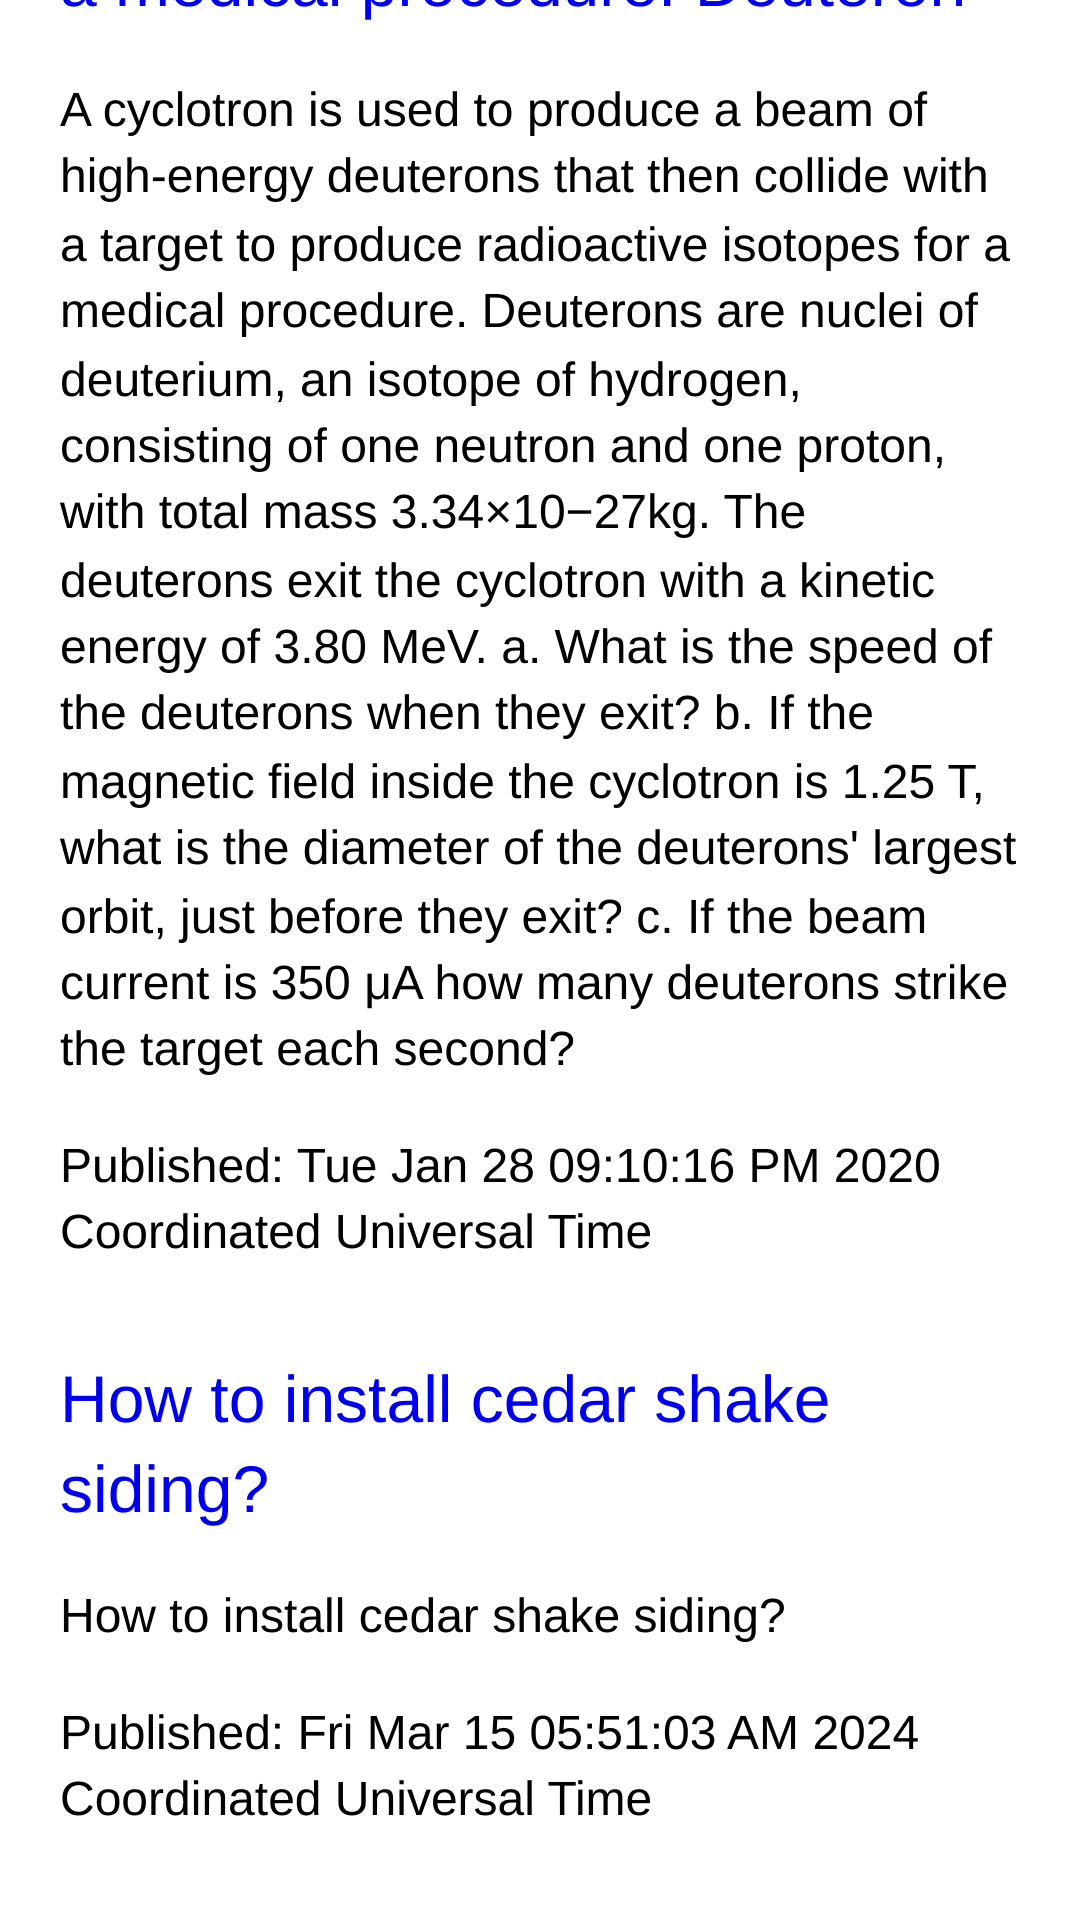 a medical procedure. Deuteron
A cyclotron is used to produce a beam of
high-energy deuterons that then collide with
a target to produce radioactive isotopes for a
medical procedure. Deuterons are nuclei of
deuterium, an isotope of hydrogen,
consisting of one neutron and one proton,
with total mass 3.34×10−27kg. The
deuterons exit the cyclotron with a kinetic
energy of 3.80 MeV. a. What is the speed of
the deuterons when they exit? b. If the
magnetic field inside the cyclotron is 1.25 T,
what is the diameter of the deuterons' largest
orbit, just before they exit? c. If the beam
current is 350 μA how many deuterons strike
the target each second?
Published: Tue Jan 28 09:10:16 PM 2020
Coordinated Universal Time
How to install cedar shake
siding?
How to install cedar shake siding?
Published: Fri Mar 15 05:51:03 AM 2024
Coordinated Universal Time